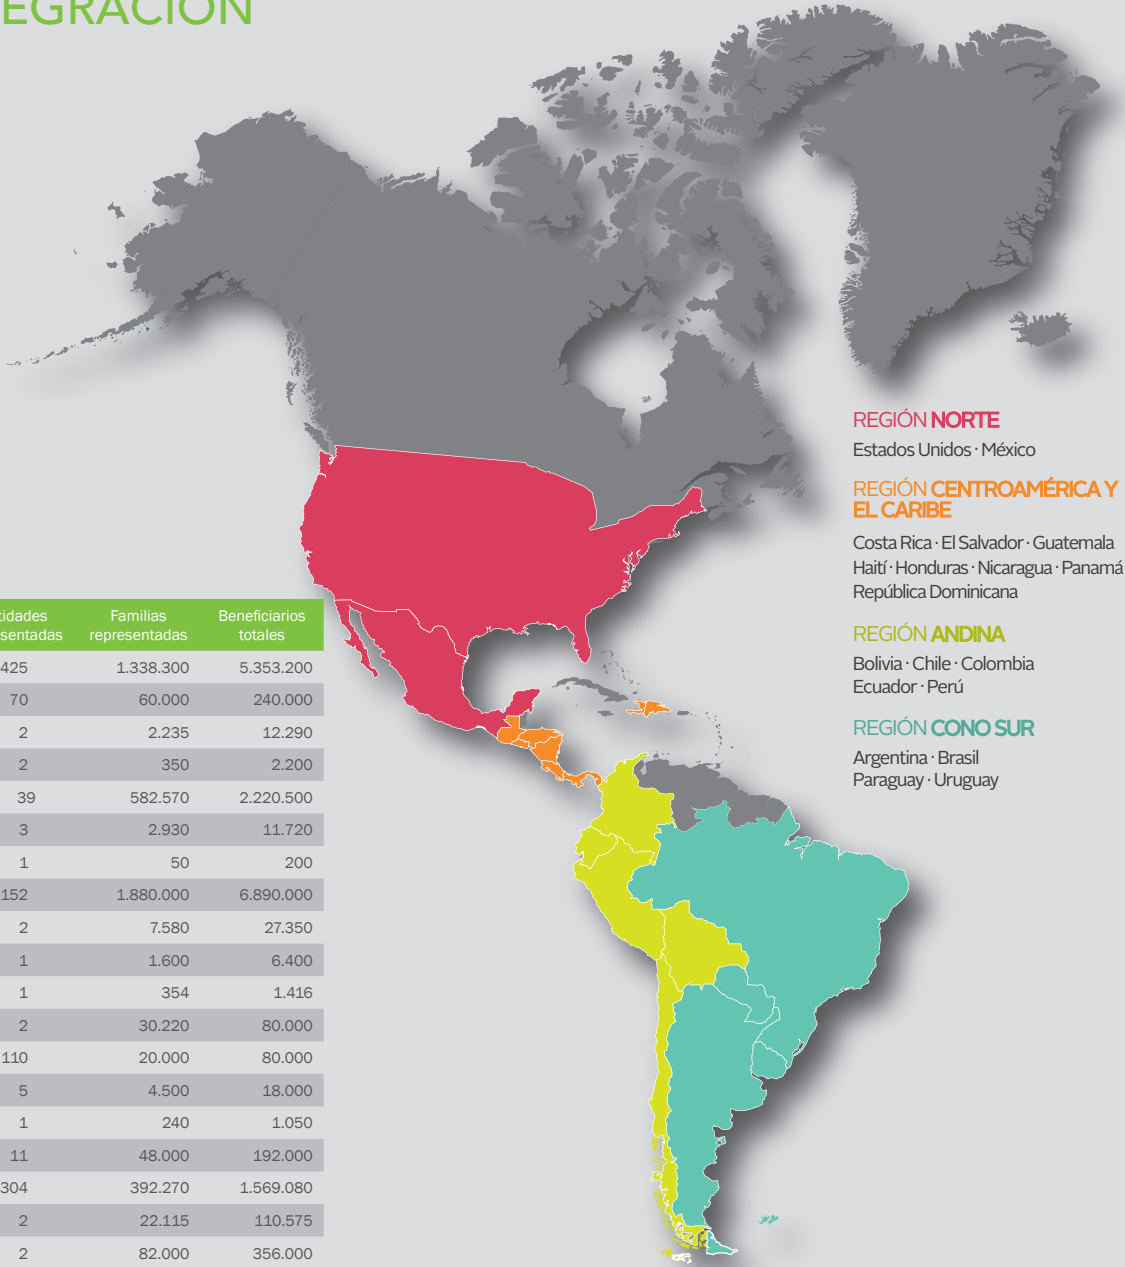 EGRACIÓN
REGIÓN NORTE
Estados Unidos · México
REGIÓN CENTROAMÉRICA Y
EL CARIBE
Costa Rica · El Salvador · Guatemala
Haití · Honduras · Nicaragua · Panamá
República Dominicana
REGIÓN ANDINA
Bolivia · Chile · Colombia
Ecuador · Perú
REGIÓN CONO SUR
Argentina · Brasil
Paraguay · Uruguay
tidades Familias Beneficiarios
sentadas representadas totales
425 1.338.300 5.353.200
70 60.000 240.000
2 2.235 12.290
2 350 2.200
39 582.570 2.220.500
3 2.930 11.720
1 50 200
152 1.880.000 6.890.000
2 7.580 27.350
1 1.600 6.400
1 354 1.416
2 30.220 80.000
110 20.000 80.000
5 4.500 18.000
1 240 1.050
11 48.000 192.000
304 392.270 1.569.080
2 22.115 110.575
2 82.000 356.000